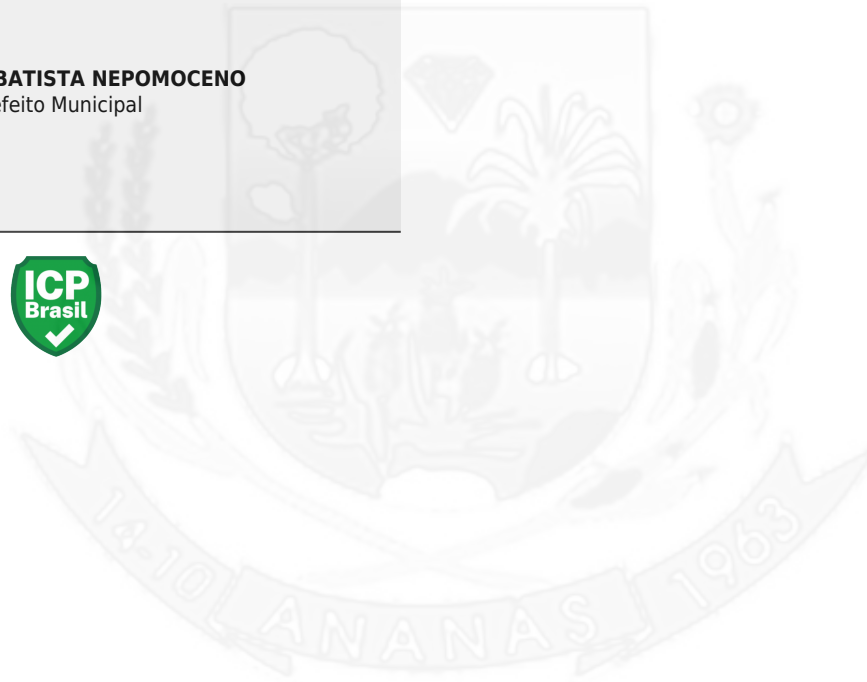 BATISTA NEPOMOCENO
efeito Municipal
ICP
Brasil
14-10
ANANAS
1963